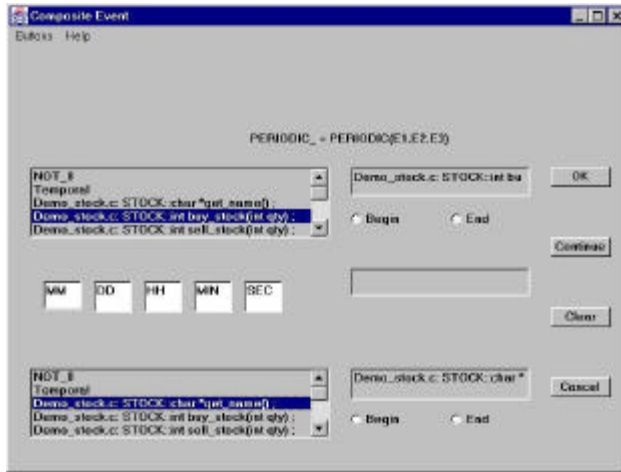 Composite Event
Buttons Help
PERIODIC_ = PERIODIC(E1,E2,E3)
NOT_8
Temporal
Demo_stock.c: STOCK: char *get_name() ;
Demo_stock.c: STOCK: int buy_stock(int qty) ;
Demo_stock.c: STOCK: int sell_stock(int qty) ;
Demo_stock.c: STOCK: int bu
Begin End
OK
Continue
MM DD HH MIN SEC
Clear
NOT_8
Temporal
Demo_stock.c: STOCK: char *get_name() ;
Demo_stock.c: STOCK: int buy_stock(int qty) ;
Demo_stock.c: STOCK: int sell_stock(int qty) ;
Demo_stock.c: STOCK: char *
Begin End
Cancel